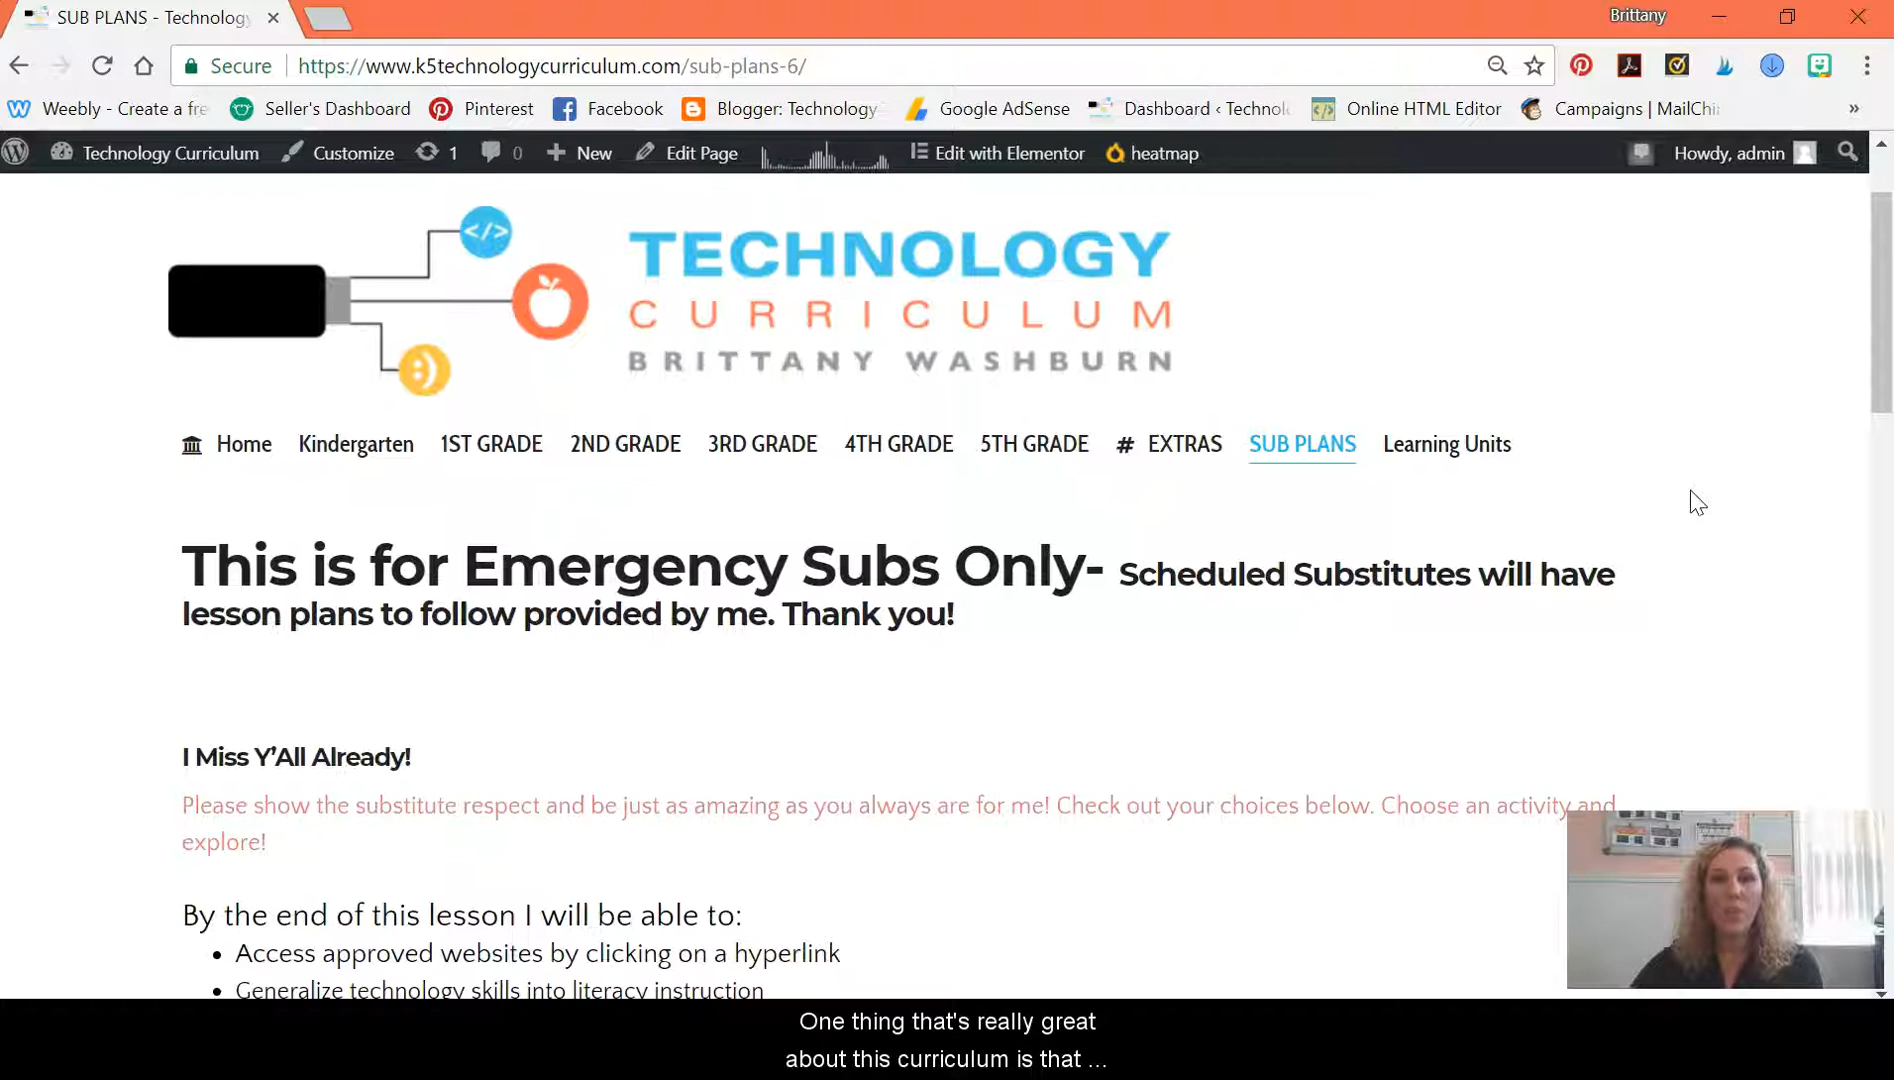 SUB PLANS - Technology
Brittany
Secure https://www.k5technologycurriculum.com/sub-plans-6/
Weebly - Create a fre Seller's Dashboard Pinterest Facebook Blogger: Technology Google AdSense Dashboard ‹ Technol Online HTML Editor Campaigns | MailChi »
Technology Curriculum Customize 1 0 New Edit Page Edit with Elementor heatmap Howdy, admin
</>
TECHNOLOGY
CURRICULUM
BRITTANY WASHBURN
Home Kindergarten 1ST GRADE 2ND GRADE 3RD GRADE 4TH GRADE 5TH GRADE # EXTRAS SUB PLANS Learning Units
This is for Emergency Subs Only- Scheduled Substitutes will have
lesson plans to follow provided by me. Thank you!
I Miss Y'All Already!
Please show the substitute respect and be just as amazing as you always are for me! Check out your choices below. Choose an activity and
explore!
By the end of this lesson I will be able to:
• Access approved websites by clicking on a hyperlink
• Generalize technology skills into literacy instruction
One thing that's really great
about this curriculum is that ...